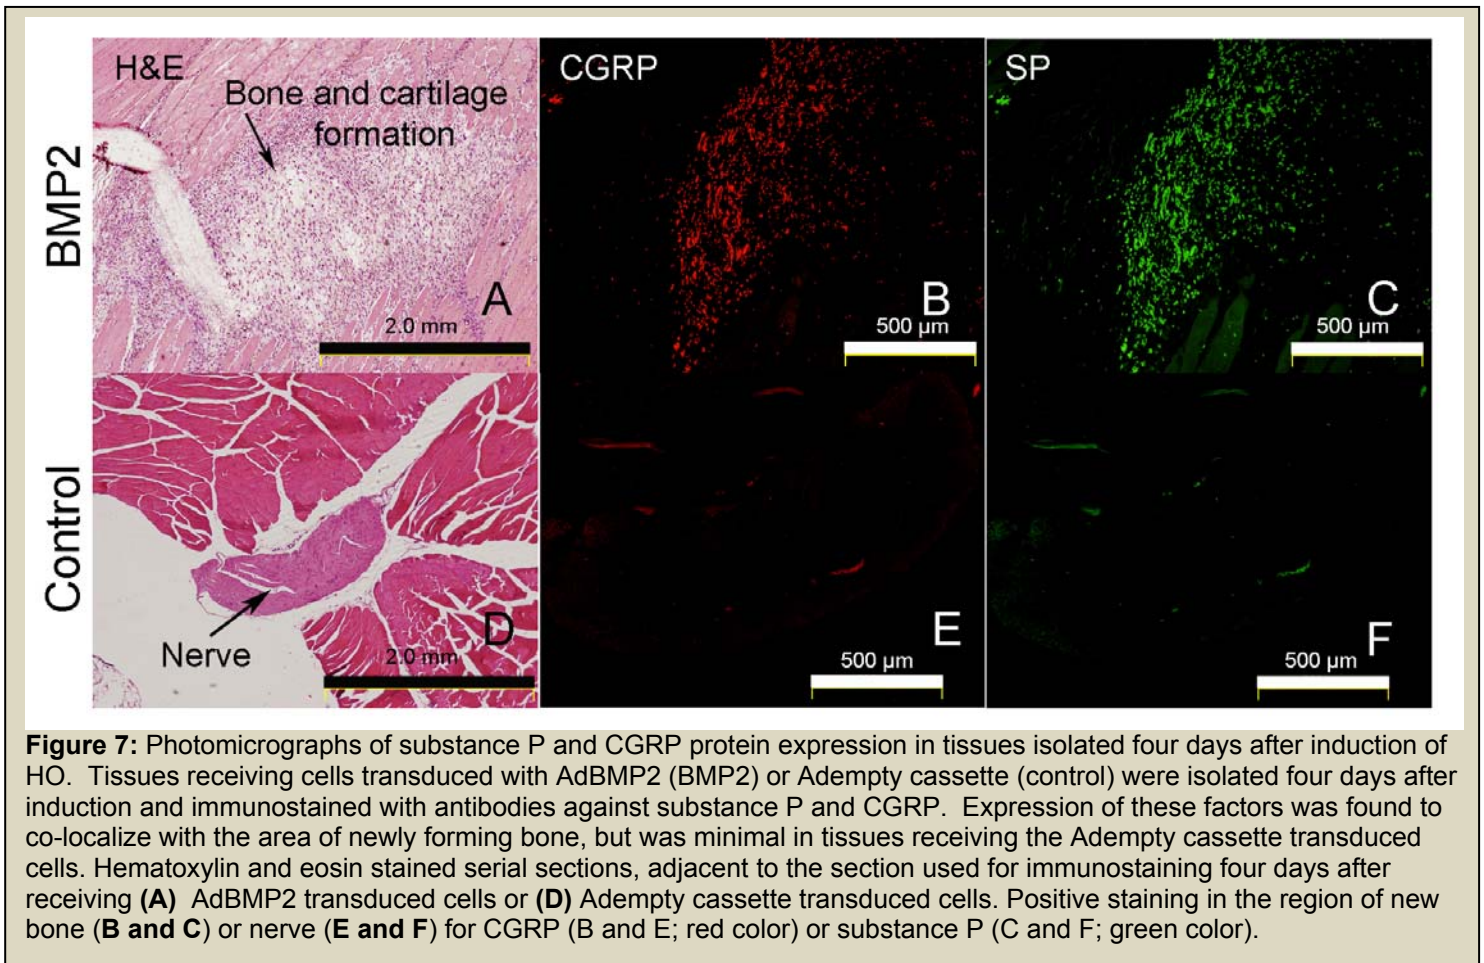 H&E
Bone and cartilage
formation
A
2.0 mm
CGRP
B
500 µm
SP
C
500 µm
BMP2
Control
Nerve
D
2.0 mm
E
500 µm
F
500 µm
Figure 7: Photomicrographs of substance P and CGRP protein expression in tissues isolated four days after induction of
HO. Tissues receiving cells transduced with AdBMP2 (BMP2) or Adempty cassette (control) were isolated four days after
induction and immunostained with antibodies against substance P and CGRP. Expression of these factors was found to
co-localize with the area of newly forming bone, but was minimal in tissues receiving the Adempty cassette transduced
cells. Hematoxylin and eosin stained serial sections, adjacent to the section used for immunostaining four days after
receiving (A) AdBMP2 transduced cells or (D) Adempty cassette transduced cells. Positive staining in the region of new
bone (B and C) or nerve (E and F) for CGRP (B and E; red color) or substance P (C and F; green color).